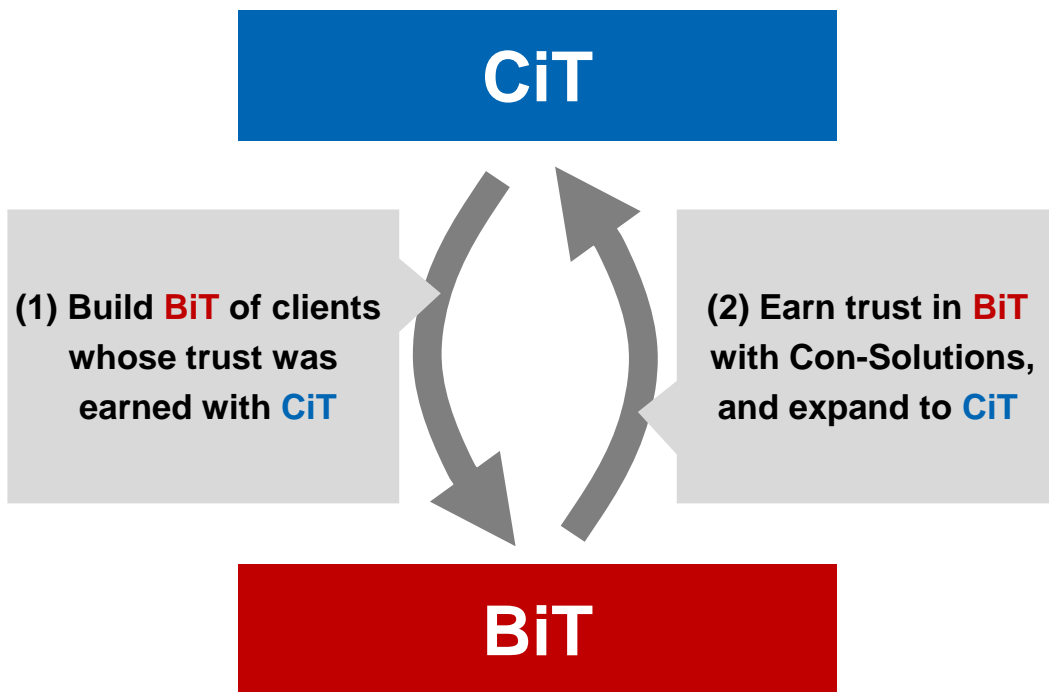 CiT
(1) Build BiT of clients
whose trust was
earned with CiT
(2) Earn trust in BiT
with Con-Solutions,
and expand to CiT
BiT